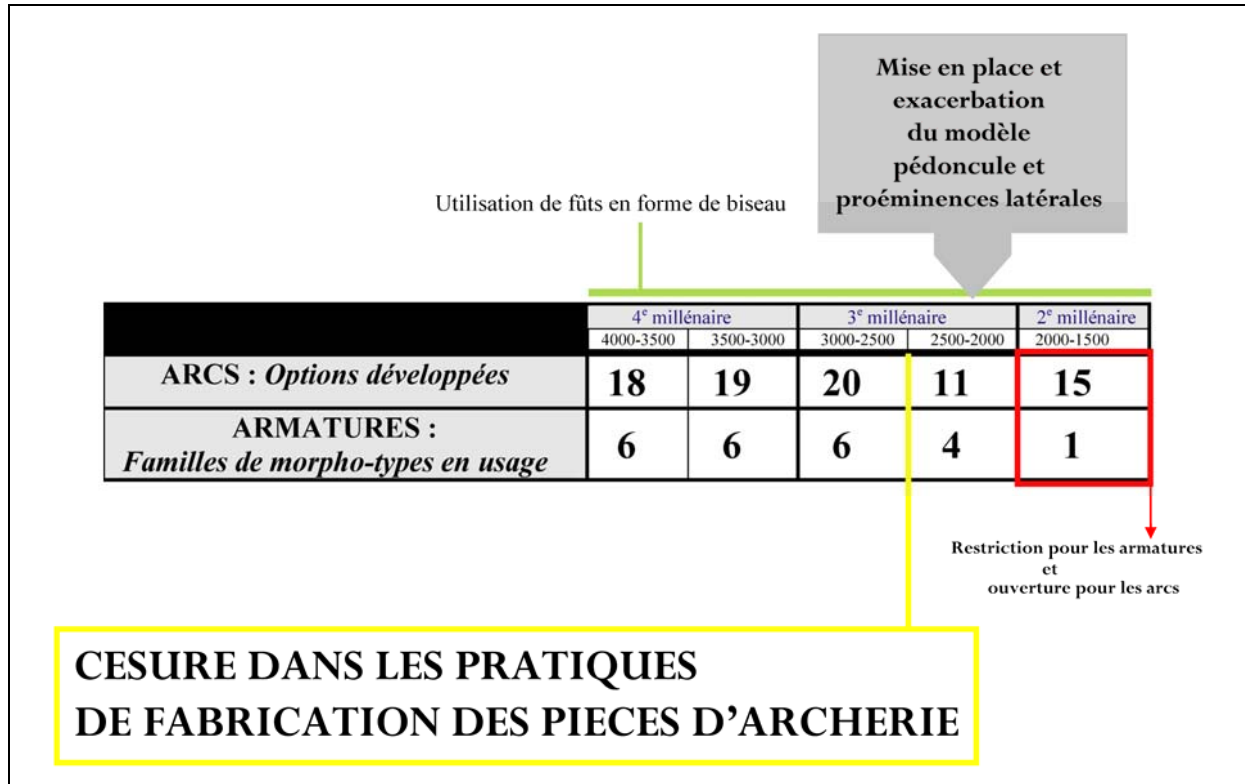 Mise en place et
exacerbation
du modèle
pédoncule et
proéminences latérales
Utilisation de fûts en forme de biseau
4e millénaire 3e millénaire 2e millénaire
4000-3500 3500-3000 3000-2500 2500-2000 2000-1500
ARCS : Options développées 18 19 20 11 15
ARMATURES :
Familles de morpho-types en usage 6 6 6 4 1
Restriction pour les armatures
et
ouverture pour les arcs
CESURE DANS LES PRATIQUES
DE FABRICATION DES PIECES D’ARCHERIE